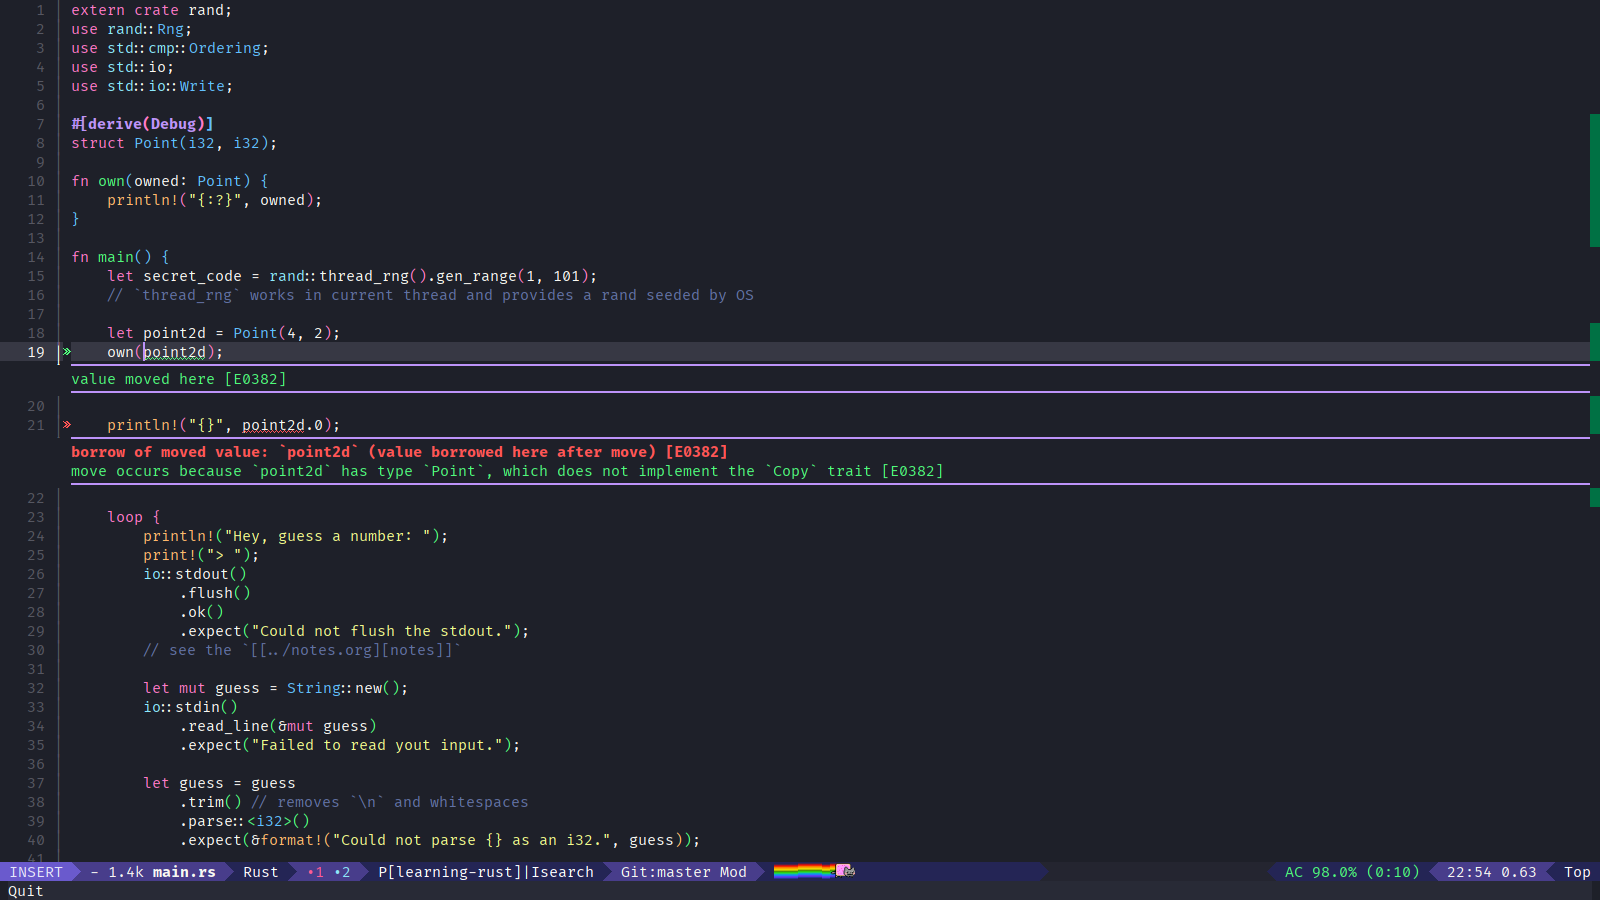 1 extern crate rand;
2 use rand::Rng;
3 use std::cmp::Ordering;
4 use std::io;
5 use std::io::Write;
6
7 #[derive(Debug)]
8 struct Point(i32, i32);
9
10 fn own(owned: Point) {
11     println!("{:?}", owned);
12 }
13
14 fn main() {
15     let secret_code = rand::thread_rng().gen_range(1, 101);
16     // `thread_rng` works in current thread and provides a rand seeded by OS
17
18     let point2d = Point(4, 2);
19 »    own(point2d);
value moved here [E0382]
20
21 »    println!("{}", point2d.0);
borrow of moved value: `point2d` (value borrowed here after move) [E0382]
move occurs because `point2d` has type `Point`, which does not implement the `Copy` trait [E0382]
22
23     loop {
24         println!("Hey, guess a number: ");
25         print!("> ");
26         io::stdout()
27             .flush()
28             .ok()
29             .expect("Could not flush the stdout.");
30         // see the `[[../notes.org][notes]]`
31
32         let mut guess = String::new();
33         io::stdin()
34             .read_line(&mut guess)
35             .expect("Failed to read yout input.");
36
37         let guess = guess
38             .trim() // removes `\n` and whitespaces
39             .parse::<i32>()
40             .expect(&format!("Could not parse {} as an i32.", guess));
41
INSERT - 1.4k main.rs Rust •1 •2 P[learning-rust]|Isearch Git:master Mod AC 98.0% (0:10) 22:54 0.63 Top
Quit